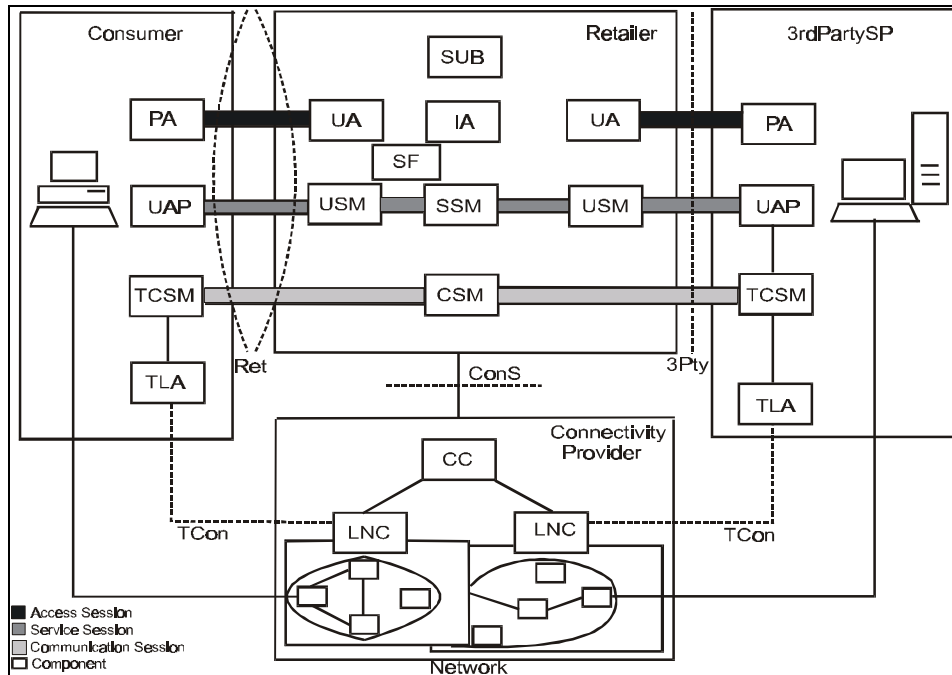 Consumer
Retailer
3rdPartySP
SUB
PA
UA
IA
UA
PA
SF
UAP
USM
SSM
USM
UAP
TCSM
CSM
TCSM
Ret
3Pty
TLA
ConS
TLA
Connectivity
Provider
CC
TCon
LNC
LNC
TCon
Access Session
Service Session
Communication Session
Component
Network